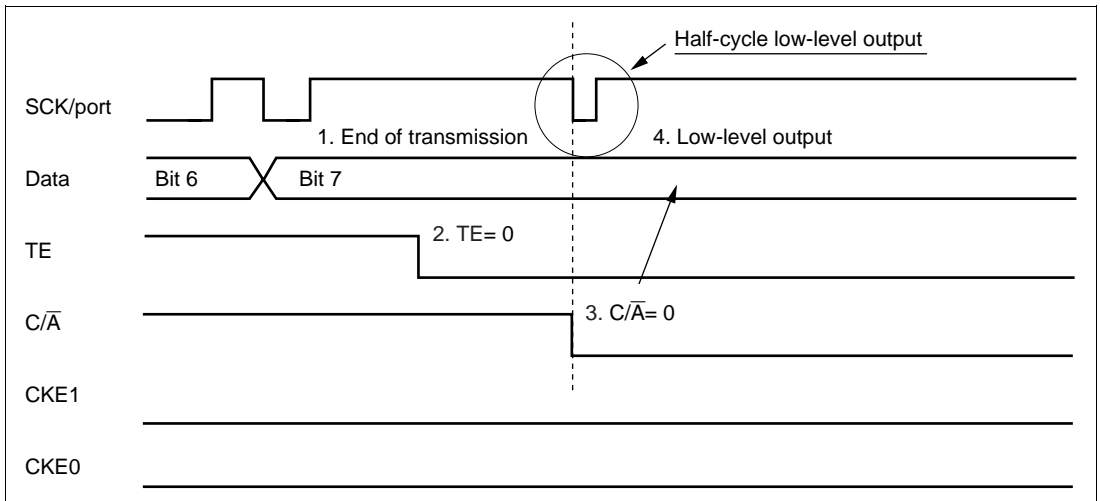 Half-cycle low-level output
SCK/port
1. End of transmission
4. Low-level output
Data
Bit 6
Bit 7
TE
2. TE= 0
C/A̅
3. C/A̅= 0
CKE1
CKE0